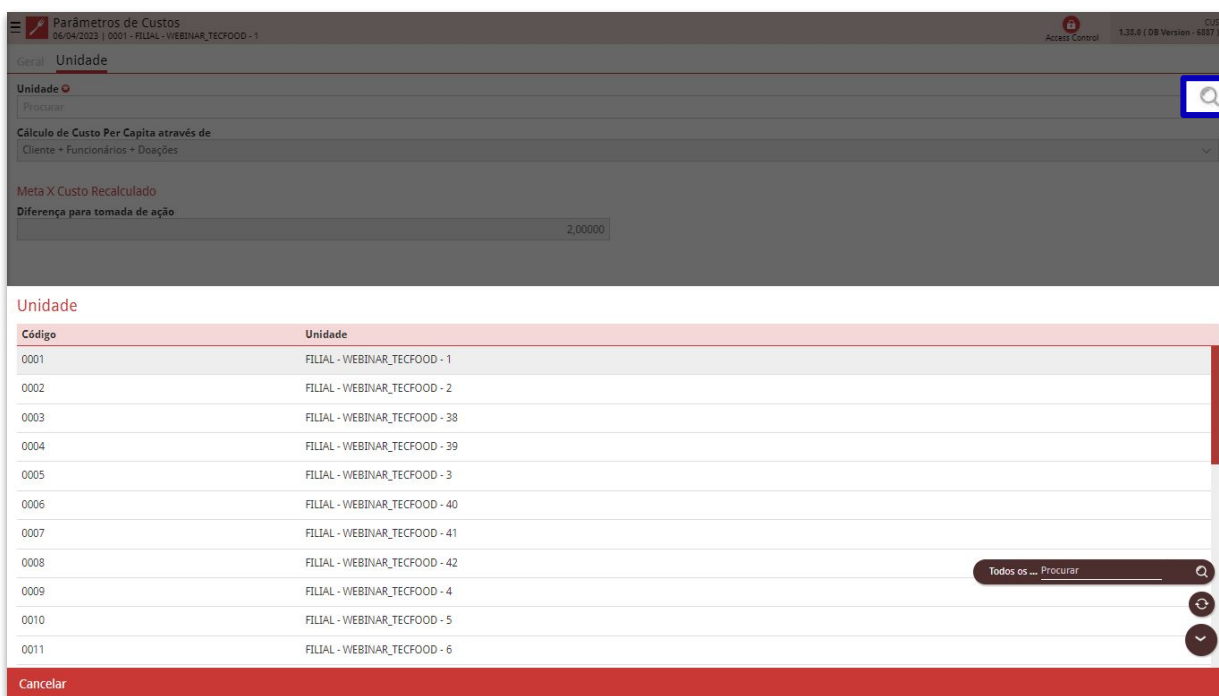 Parâmetros de Custos
06/04/2023 | 0001 - FILIAL - WEBINAR_TECFOOD - 1
Access Control
CUS
1.38.0 ( DB Version - 6887 )
Geral Unidade
Unidade
Procurar
Cálculo de Custo Per Capita através de
Cliente + Funcionários + Doações
Meta X Custo Recalculado
Diferença para tomada de ação
2,00000
Unidade
Código Unidade
0001 FILIAL - WEBINAR_TECFOOD - 1
0002 FILIAL - WEBINAR_TECFOOD - 2
0003 FILIAL - WEBINAR_TECFOOD - 38
0004 FILIAL - WEBINAR_TECFOOD - 39
0005 FILIAL - WEBINAR_TECFOOD - 3
0006 FILIAL - WEBINAR_TECFOOD - 40
0007 FILIAL - WEBINAR_TECFOOD - 41
0008 FILIAL - WEBINAR_TECFOOD - 42
Todos os ... Procurar
0009 FILIAL - WEBINAR_TECFOOD - 4
0010 FILIAL - WEBINAR_TECFOOD - 5
0011 FILIAL - WEBINAR_TECFOOD - 6
Cancelar